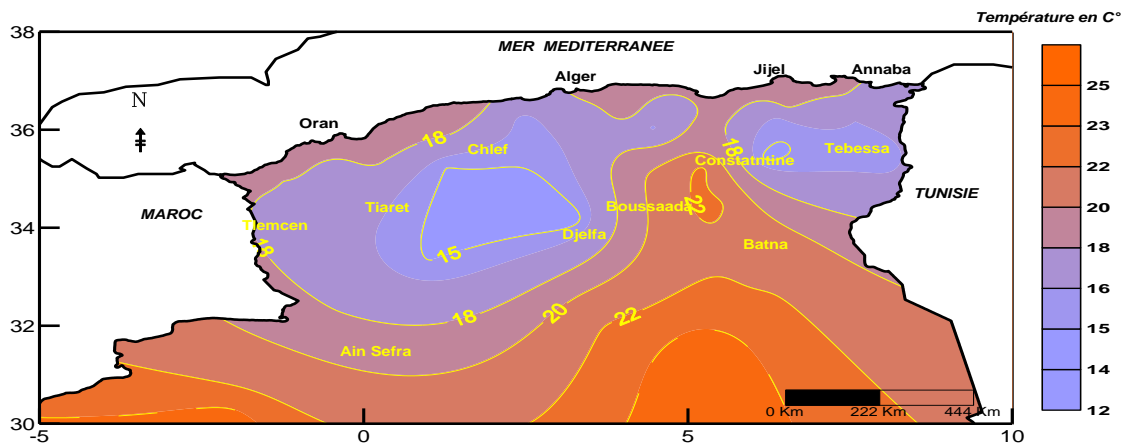 Température en C°
38
MER MEDITERRANEE
Alger
Jijel
Annaba
N
25
36
Oran
18
Chlef
18
Constatntine
Tebessa
23
22
MAROC
Tlemcen
Tiaret
Boussaada
22
TUNISIE
20
34
18
15
Djelfa
Batna
18
32
18
20
22
16
Ain Sefra
15
14
30
0 Km
222 Km
444 Km
12
-5
0
5
10